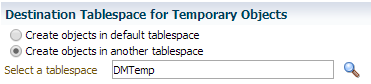 Destination Tablespace for Temporary Objects
Create objects in default tablespace
Create objects in another tablespace
Select a tablespace DMTemp